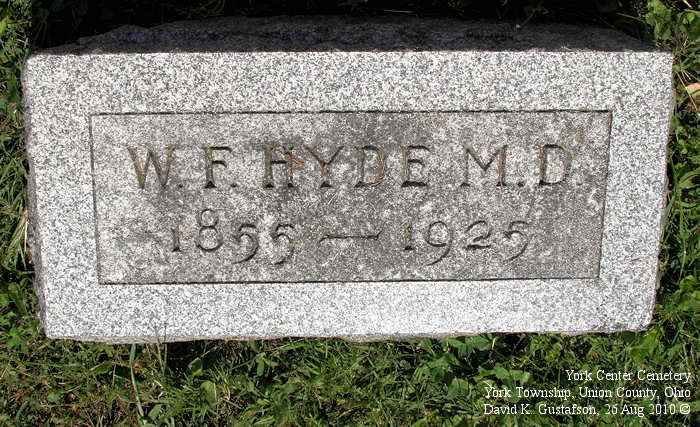 W. F. HYDE M. D.
1855 — 1925
York Center Cemetery
York Township, Union County, Ohio
David K. Gustafson, 26 Aug 2010 ©